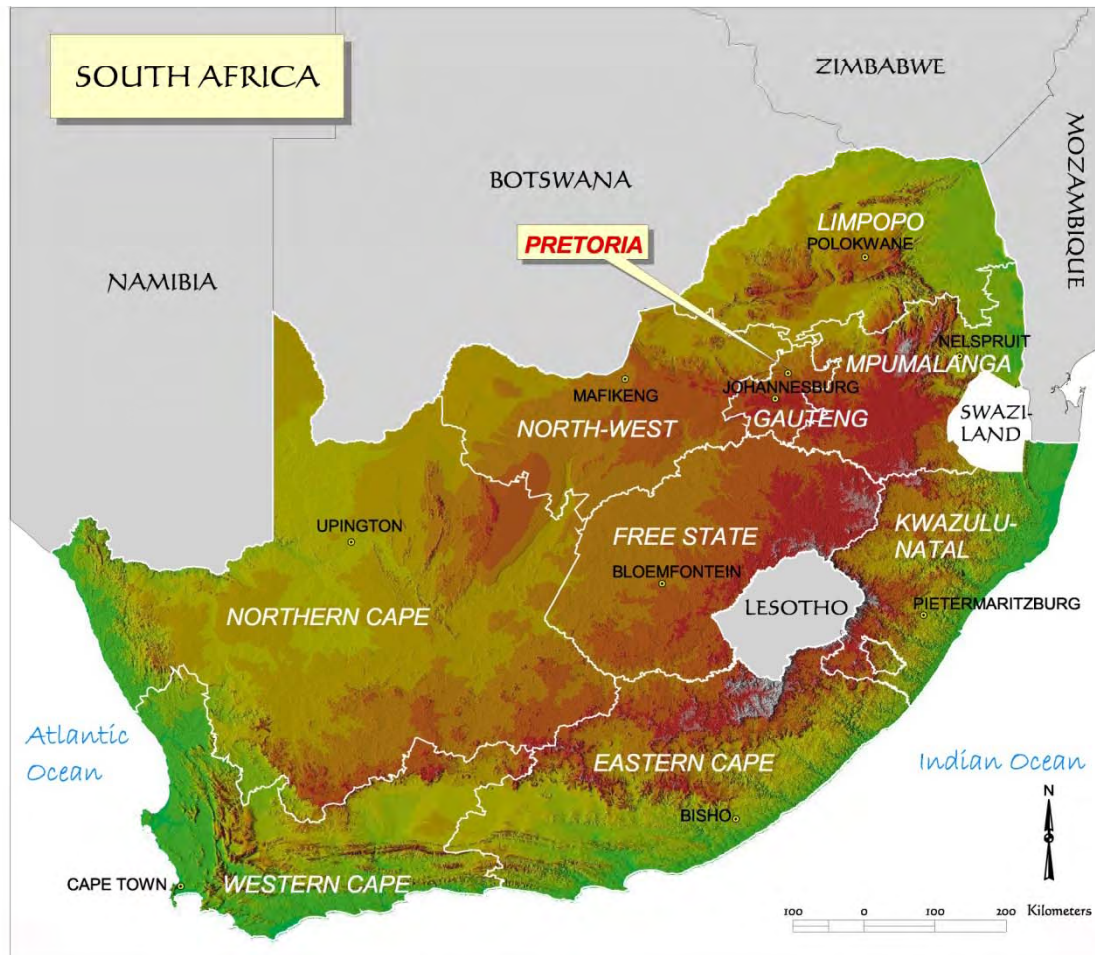 SOUTH AFRICA
ZIMBABWE
MOZAMBIQUE
BOTSWANA
LIMPOPO
POLOKWANE
PRETORIA
NAMIBIA
NELSPRUIT
MPUMALANGA
MAFIKENG
JOHANNESBURG
NORTH-WEST
GAUTENG
SWAZI-
LAND
UPINGTON
FREE STATE
KWAZULU-
NATAL
BLOEMFONTEIN
LESOTHO
PIETERMARITZBURG
NORTHERN CAPE
Atlantic
Ocean
EASTERN CAPE
Indian Ocean
N
BISHO
CAPE TOWN
WESTERN CAPE
100 0 100 200 Kilometers